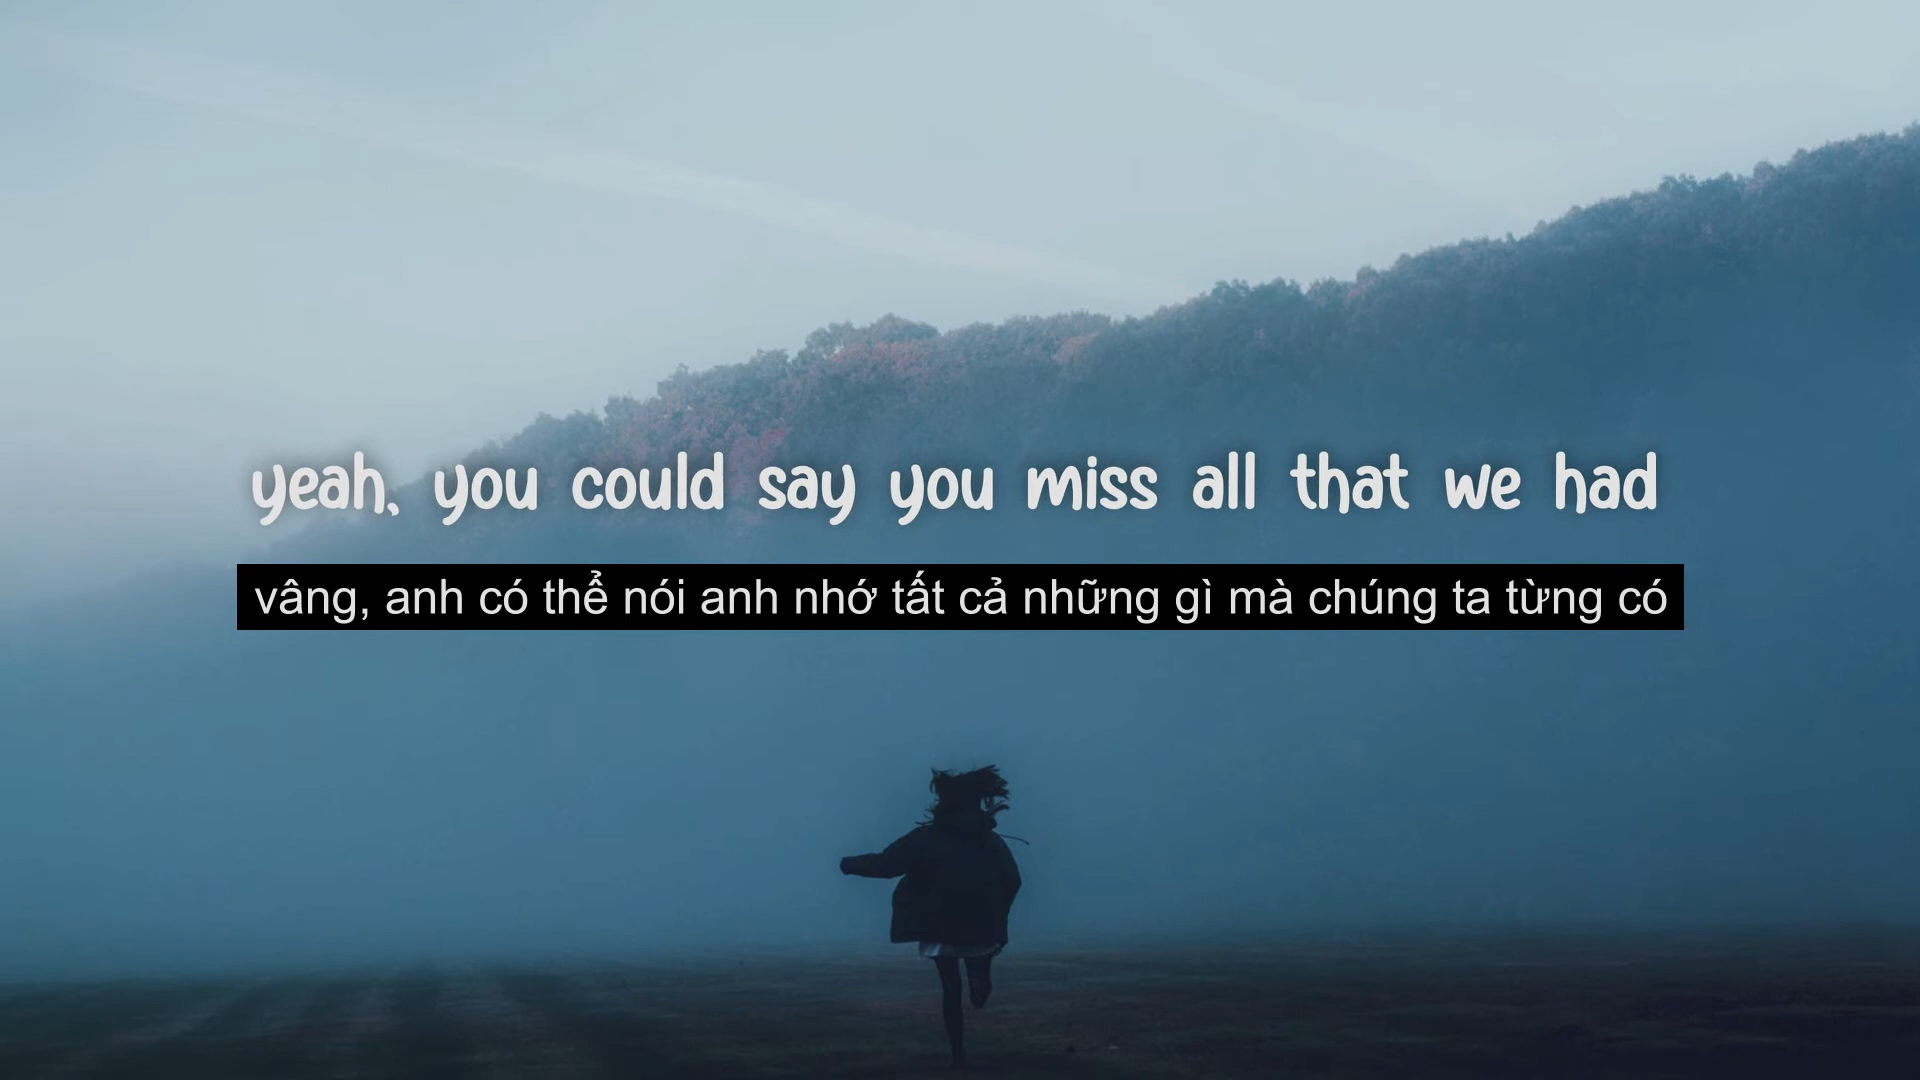 yeah, you could say you miss all that we had
vâng, anh có thể nói anh nhớ tất cả những gì mà chúng ta từng có